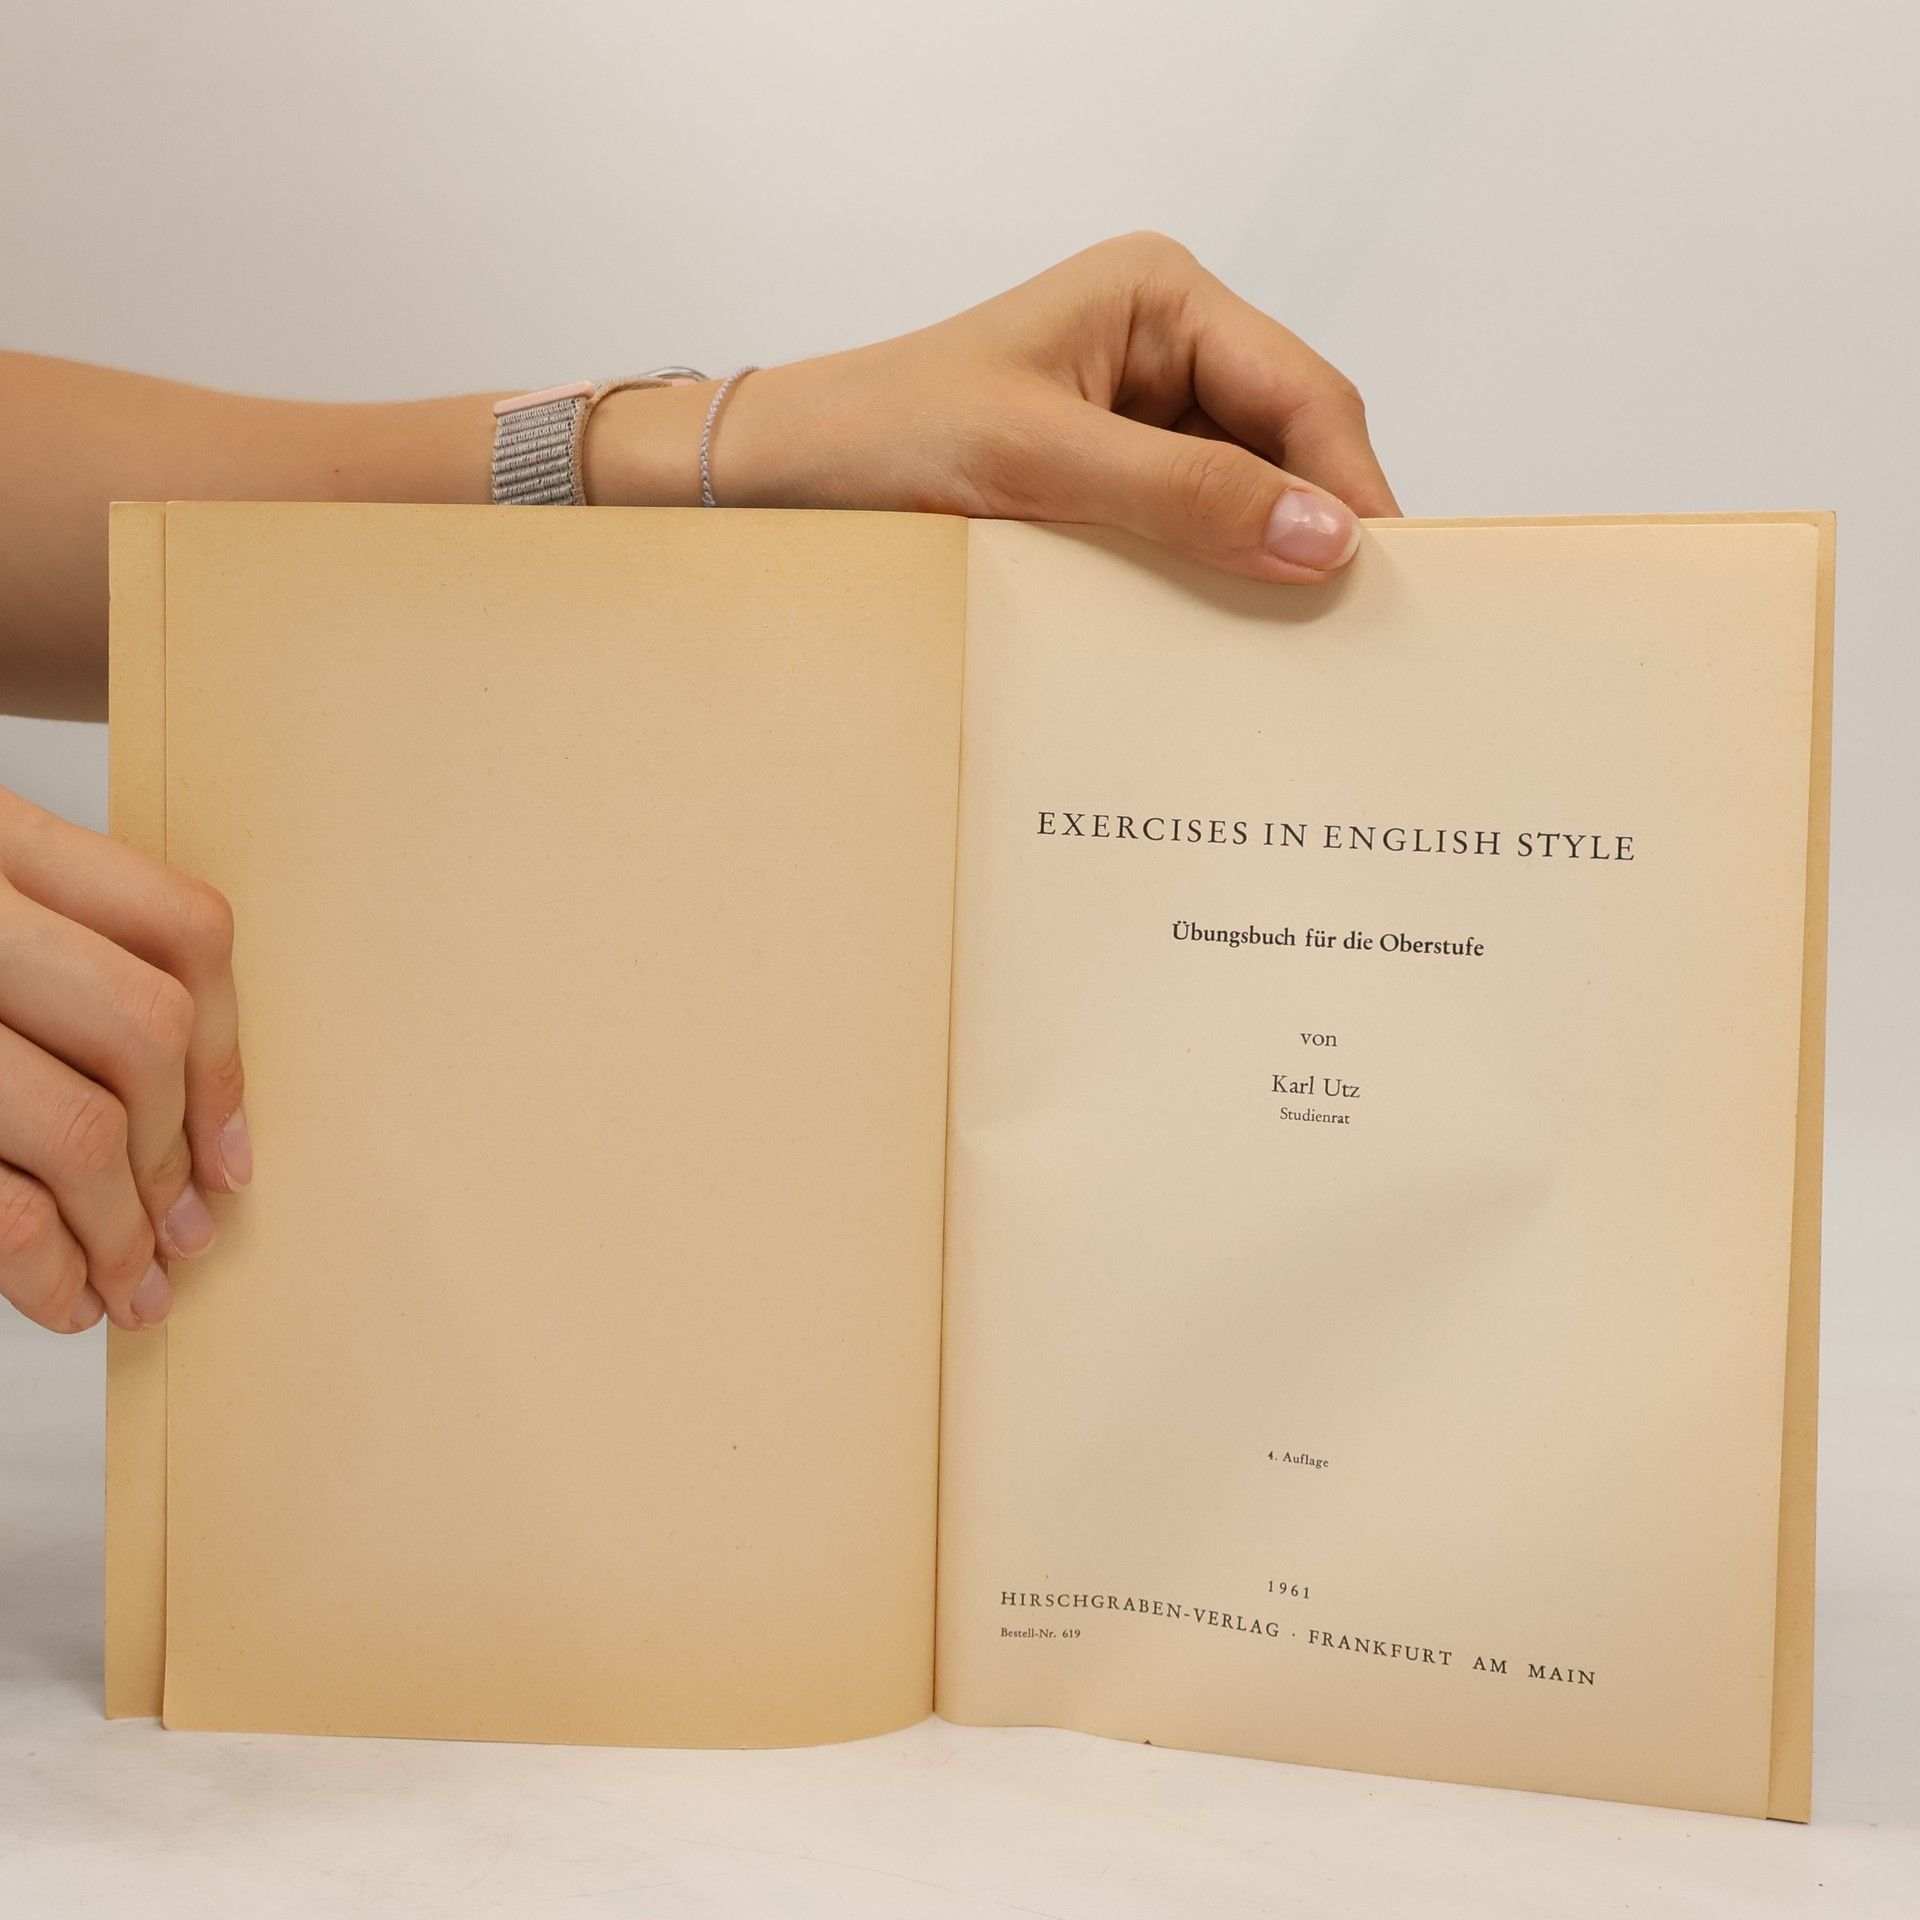 EXERCISES IN ENGLISH STYLE
Übungsbuch für die Oberstufe
von
Karl Utz
Studienrat
4. Auflage
1961
HIRSCHGRABEN-VERLAG · FRANKFURT AM MAIN
Bestell-Nr. 619